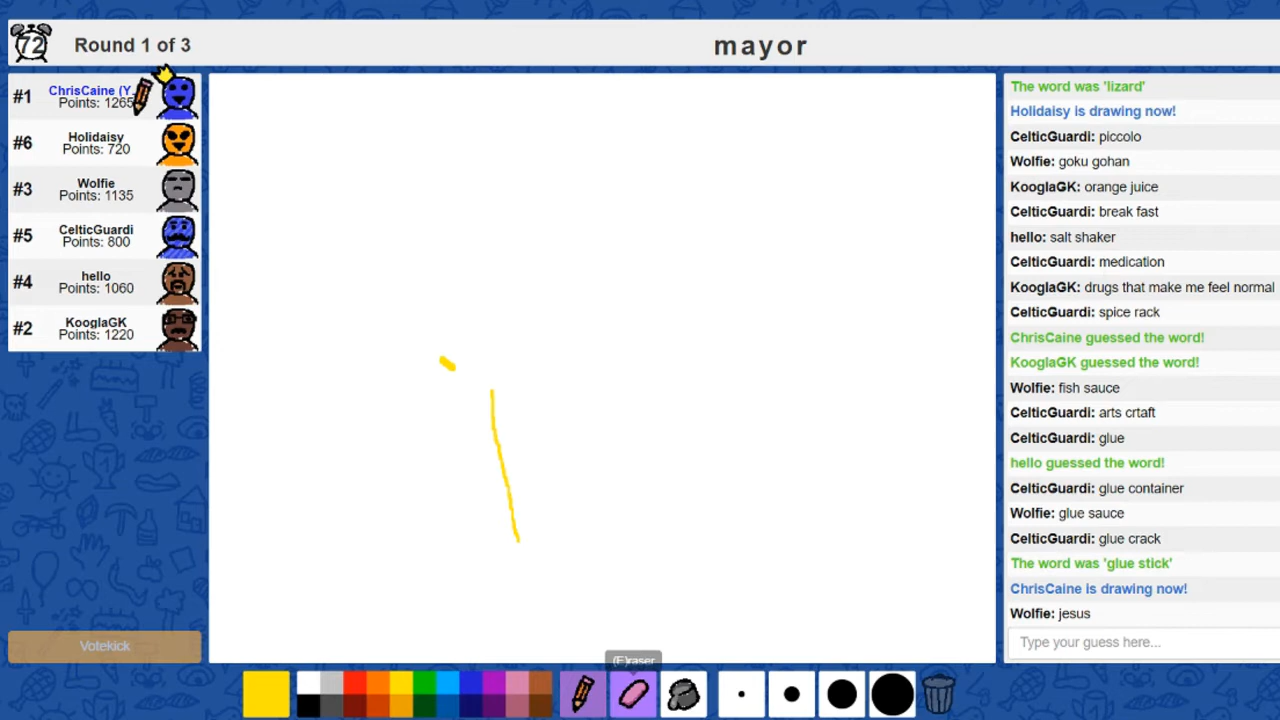 72
Round 1 of 3
mayor
#1
ChrisCaine (Y
Points: 1265
#6
Holidaisy
Points: 720
#3
Wolfie
Points: 1135
#5
CelticGuardi
Points: 800
#4
hello
Points: 1060
#2
KooglaGK
Points: 1220
Votekick
The word was 'lizard'
Holidaisy is drawing now!
CelticGuardi: piccolo
Wolfie: goku gohan
KooglaGK: orange juice
CelticGuardi: break fast
hello: salt shaker
CelticGuardi: medication
KooglaGK: drugs that make me feel normal
CelticGuardi: spice rack
ChrisCaine guessed the word!
KooglaGK guessed the word!
Wolfie: fish sauce
CelticGuardi: arts crtaft
CelticGuardi: glue
hello guessed the word!
CelticGuardi: glue container
Wolfie: glue sauce
CelticGuardi: glue crack
The word was 'glue stick'
ChrisCaine is drawing now!
Wolfie: jesus
Type your guess here...
(E)raser